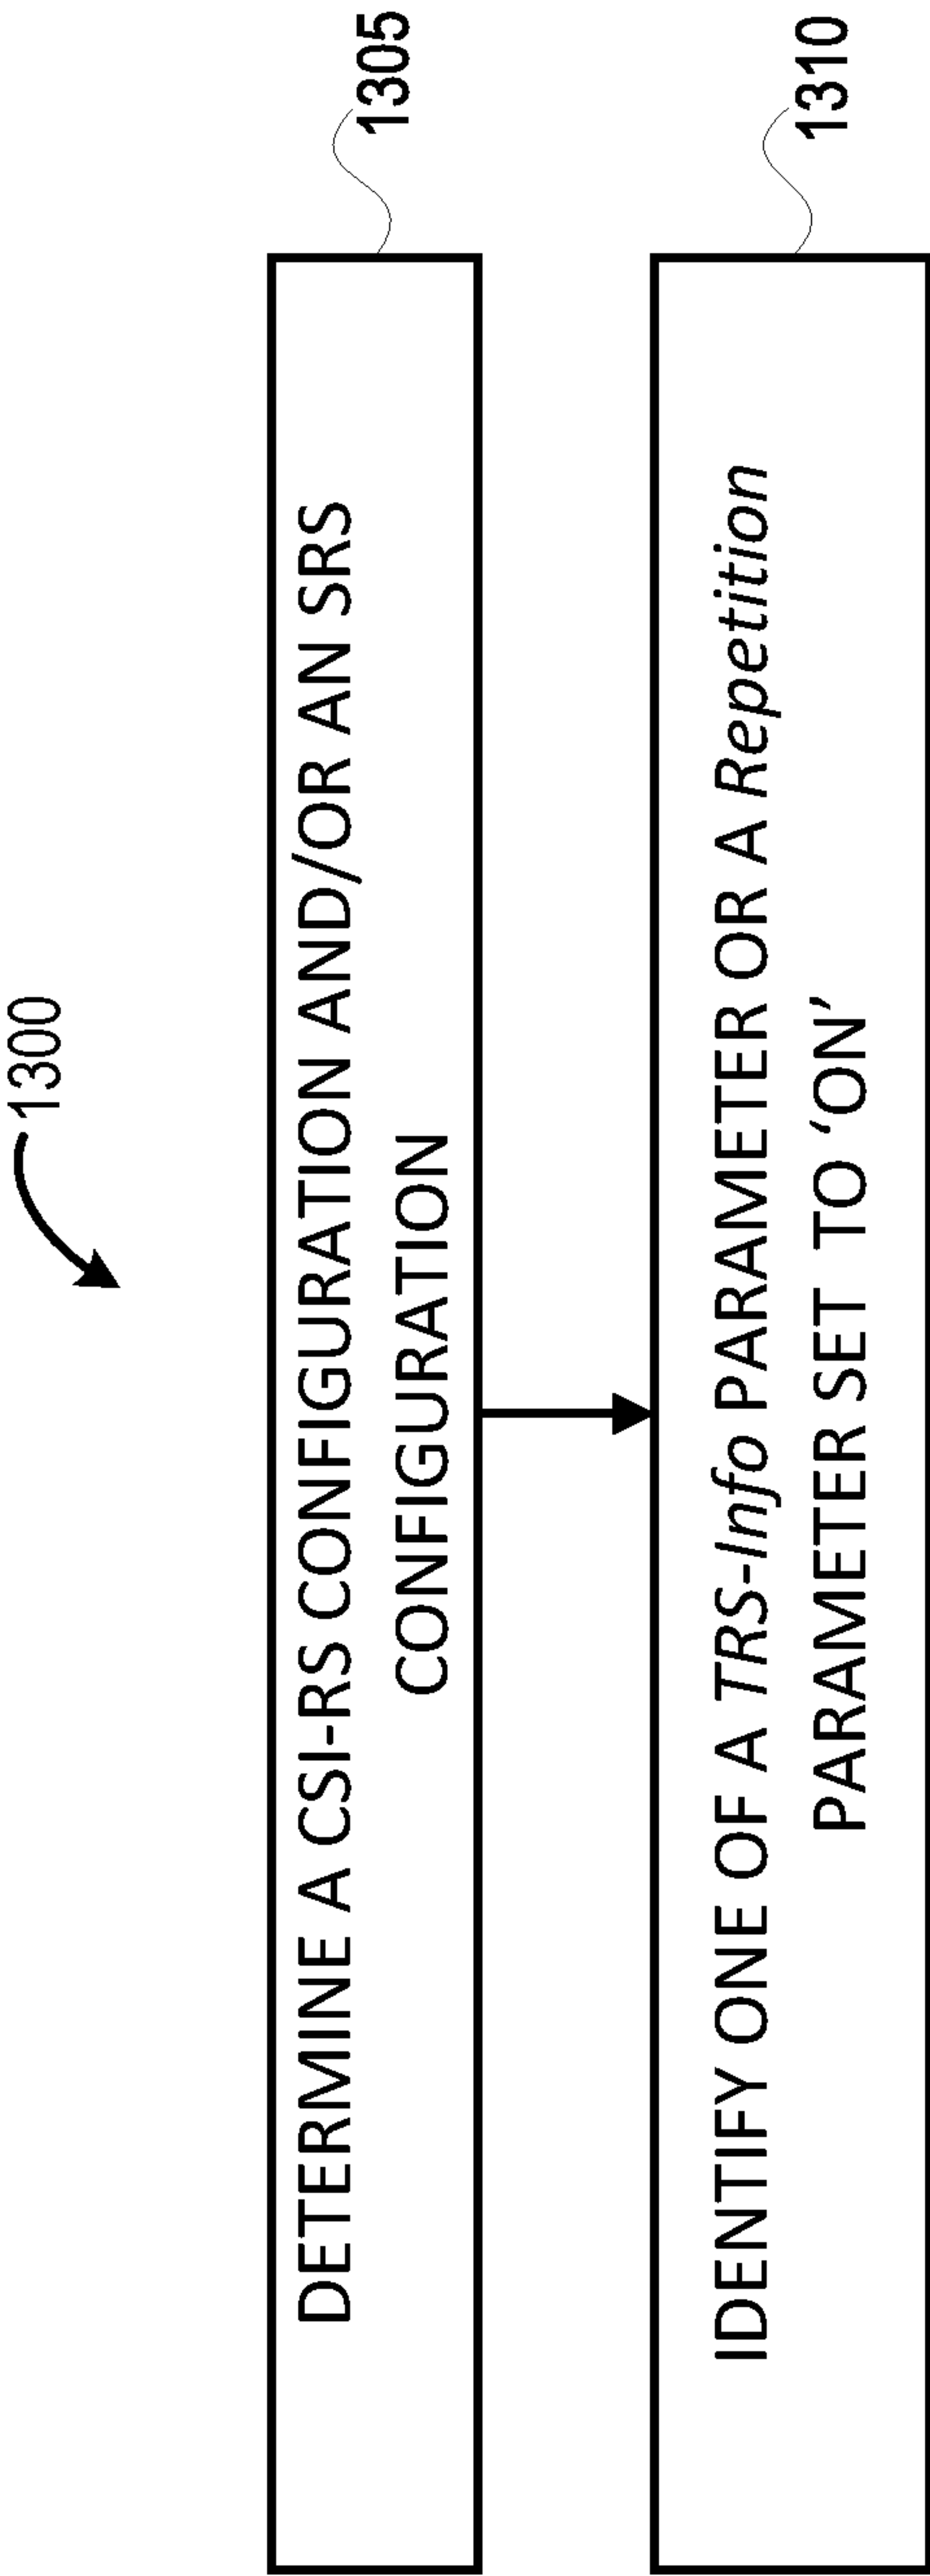 1300
DETERMINE A CSI-RS CONFIGURATION AND/OR AN SRS
CONFIGURATION
1305
IDENTIFY ONE OF A TRS-Info PARAMETER OR A Repetition
PARAMETER SET TO ‘ON’
1310